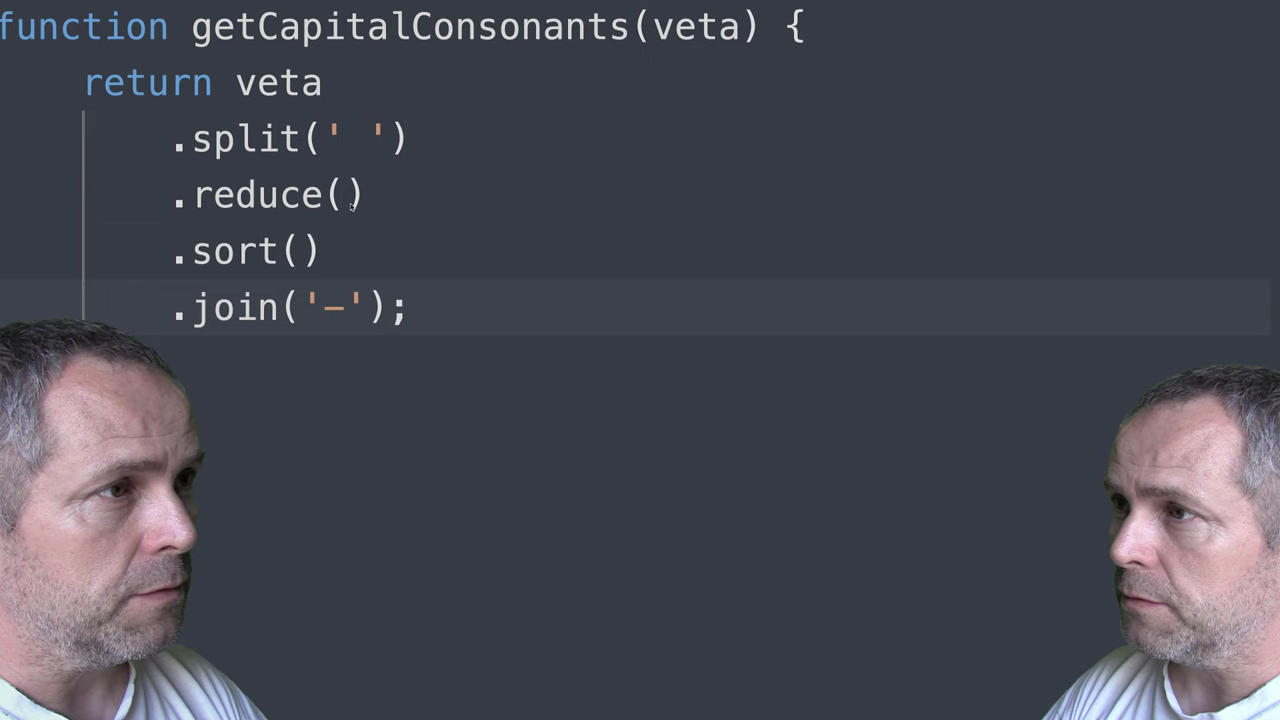 function getCapitalConsonants(veta) {
return veta
.split(' ')
.reduce()
.sort()
.join('-');